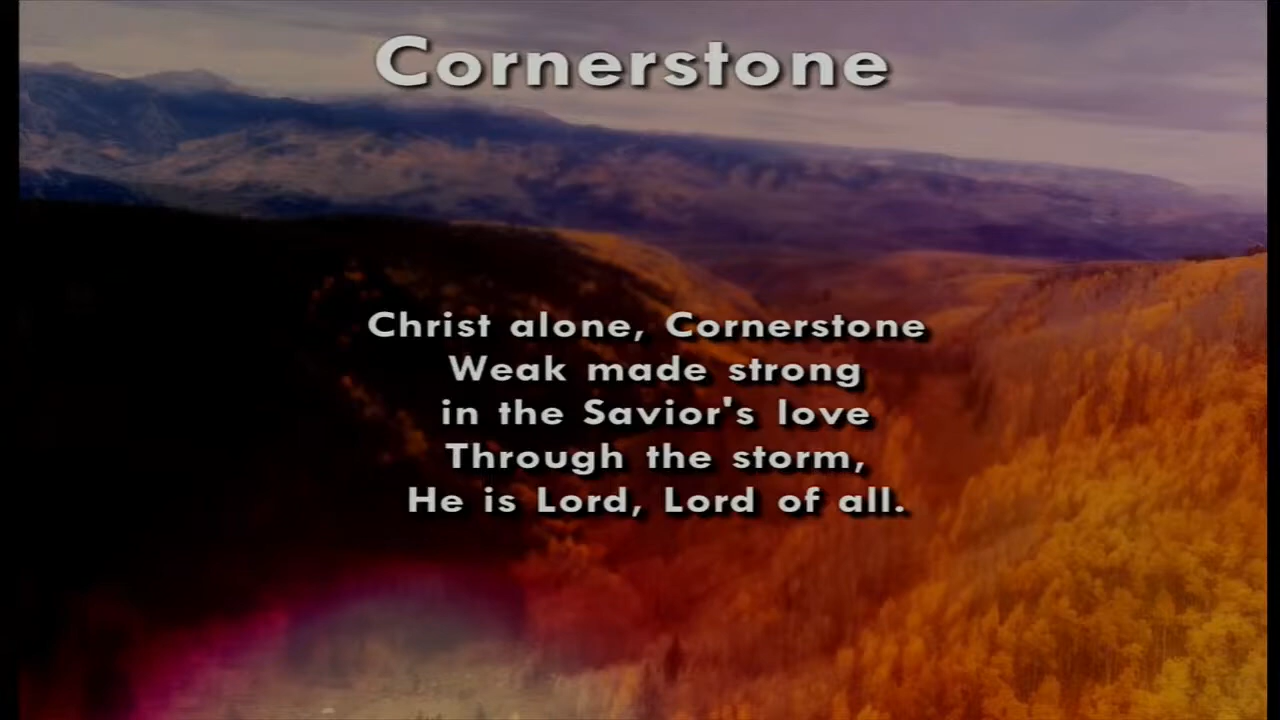 Cornerstone
Christ alone, Cornerstone
Weak made strong
in the Savior's love
Through the storm,
He is Lord, Lord of all.